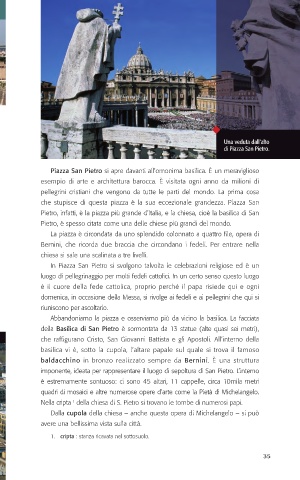 Una veduta dall'alto
di Piazza San Pietro.
Piazza San Pietro si apre davanti all'omonima basilica. È un meraviglioso
esempio di arte e architettura barocca. È visitata ogni anno da milioni di
pellegrini cristiani che vengono da tutte le parti del mondo. La prima cosa
che stupisce di questa piazza è la sua eccezionale grandezza. Piazza San
Pietro, infatti, è la piazza più grande d'Italia, e la chiesa, cioè la basilica di San
Pietro, è spesso citata come una delle chiese più grandi del mondo.
La piazza è circondata da uno splendido colonnato a quattro file, opera di
Bernini, che ricorda due braccia che circondano i fedeli. Per entrare nella
chiesa si sale una scalinata a tre livelli.
In Piazza San Pietro si svolgono talvolta le celebrazioni religiose ed è un
luogo di pellegrinaggio per molti fedeli cattolici. In un certo senso questo luogo
è il cuore della fede cattolica, proprio perché il papa risiede qui e ogni
domenica, in occasione della Messa, si rivolge ai fedeli e ai pellegrini che qui si
riuniscono per ascoltarlo.
Abbandoniamo la piazza e osserviamo più da vicino la basilica. La facciata
della Basilica di San Pietro è sormontata da 13 statue (alte quasi sei metri),
che raffigurano Cristo, San Giovanni Battista e gli Apostoli. All'interno della
basilica vi è, sotto la cupola, l'altare papale sul quale si trova il famoso
baldacchino in bronzo realizzato sempre da Bernini. È una struttura
imponente, ideata per rappresentare il luogo di sepoltura di San Pietro. L'interno
è estremamente sontuoso: ci sono 45 altari, 11 cappelle, circa 10mila metri
quadri di mosaici e altre numerose opere d'arte come la Pietà di Michelangelo.
Nella cripta¹ della chiesa di S. Pietro si trovano le tombe di numerosi papi.
Dalla cupola della chiesa – anche questa opera di Michelangelo – si può
avere una bellissima vista sulla città.
1. cripta : stanza ricavata nel sottosuolo.
35